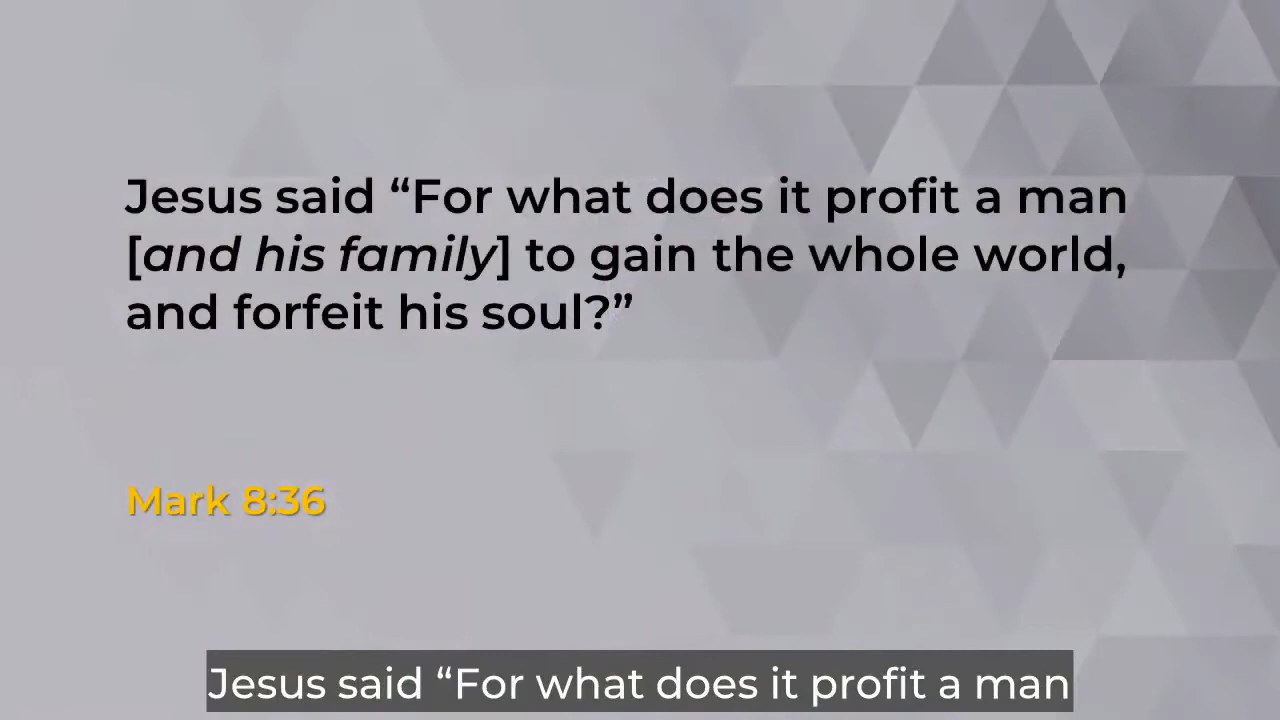 Jesus said “For what does it profit a man
[and his family] to gain the whole world,
and forfeit his soul?”
Mark 8:36
Jesus said “For what does it profit a man